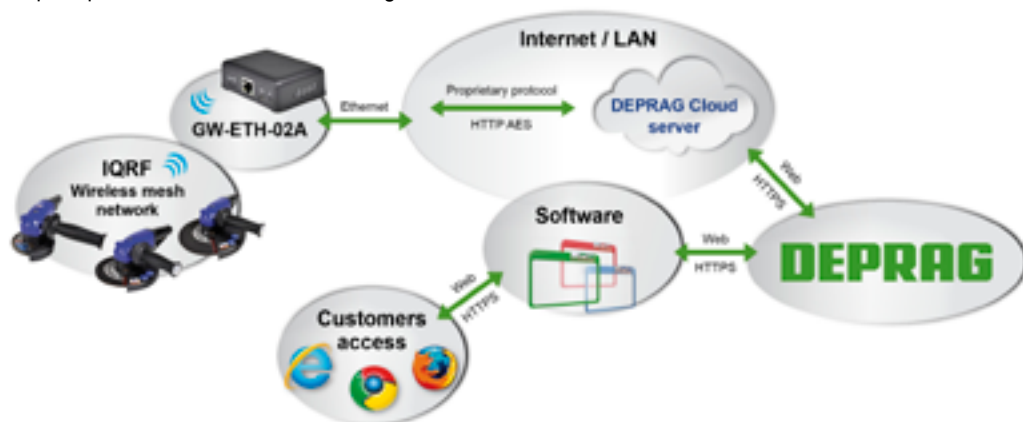 Internet / LAN
Proprietary protocol
HTTP AES
DEPRAG Cloud
server
Ethernet
GW-ETH-02A
IQRF
Wireless mesh
network
Web
HTTPS
Software
Web
HTTPS
DEPRAG
Web
HTTPS
Customers
access